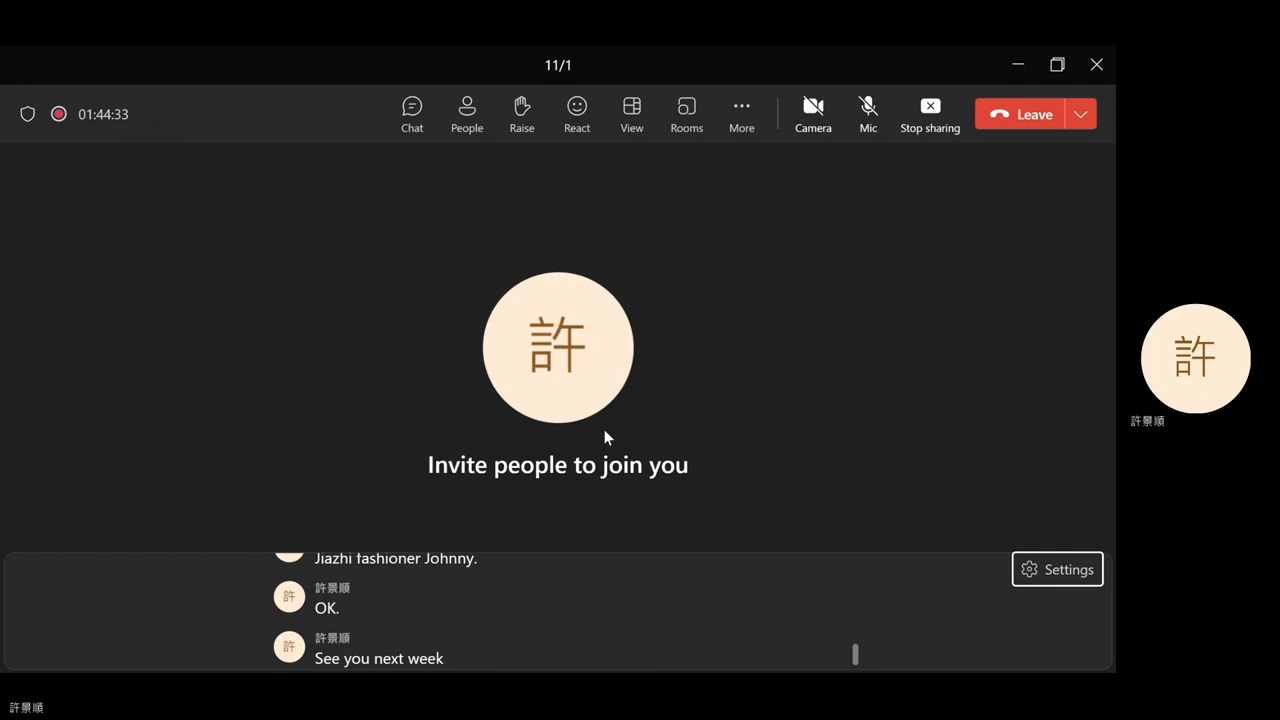 11/1
01:44:33
Chat People Raise React View Rooms More Camera Mic Stop sharing Leave
許
Invite people to join you
許
許景順
Jiazhi fashioner Johnny.
Settings
許 許景順
OK.
許 許景順
See you next week
許景順